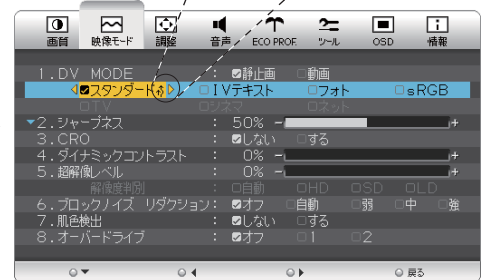 画質 映像モード 調整 音声 ECO PROF. ツール OSD 情報
1.DV MODE : ☑静止画 □動画
☑スタンダード □TVテキスト □フォト □sRGB
□TV □シネマ □ネット
2.シャープネス : 50% − +
3.CRO : ☑しない □する
4.ダイナミックコントラスト : 0% − +
5.超解像レベル : 0% − +
解像度判別 : □自動 □HD □SD □LD
6.ブロックノイズ リダクション: ☑オフ □自動 □弱 □中 □強
7.肌色検出 : ☑しない □する
8.オーバードライブ : ☑オフ □1 □2
戻る